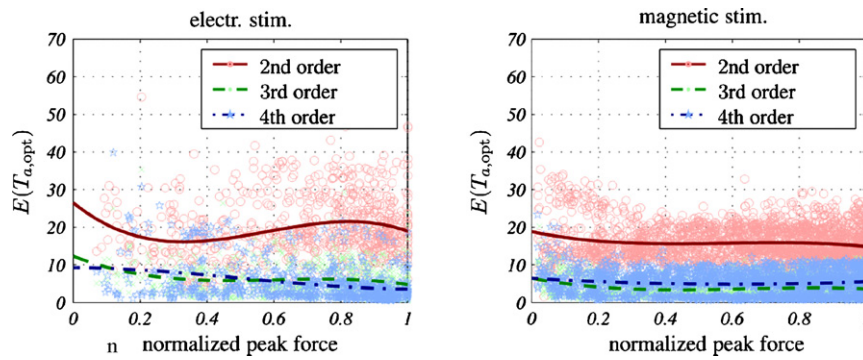 electr. stim.
70
60
50
40
30
20
10
0
E(T_a,opt)
2nd order
3rd order
4th order
0 0.2 0.4 0.6 0.8 1
n normalized peak force
magnetic stim.
70
60
50
40
30
20
10
0
E(T_a,opt)
2nd order
3rd order
4th order
0 0.2 0.4 0.6 0.8
normalized peak force